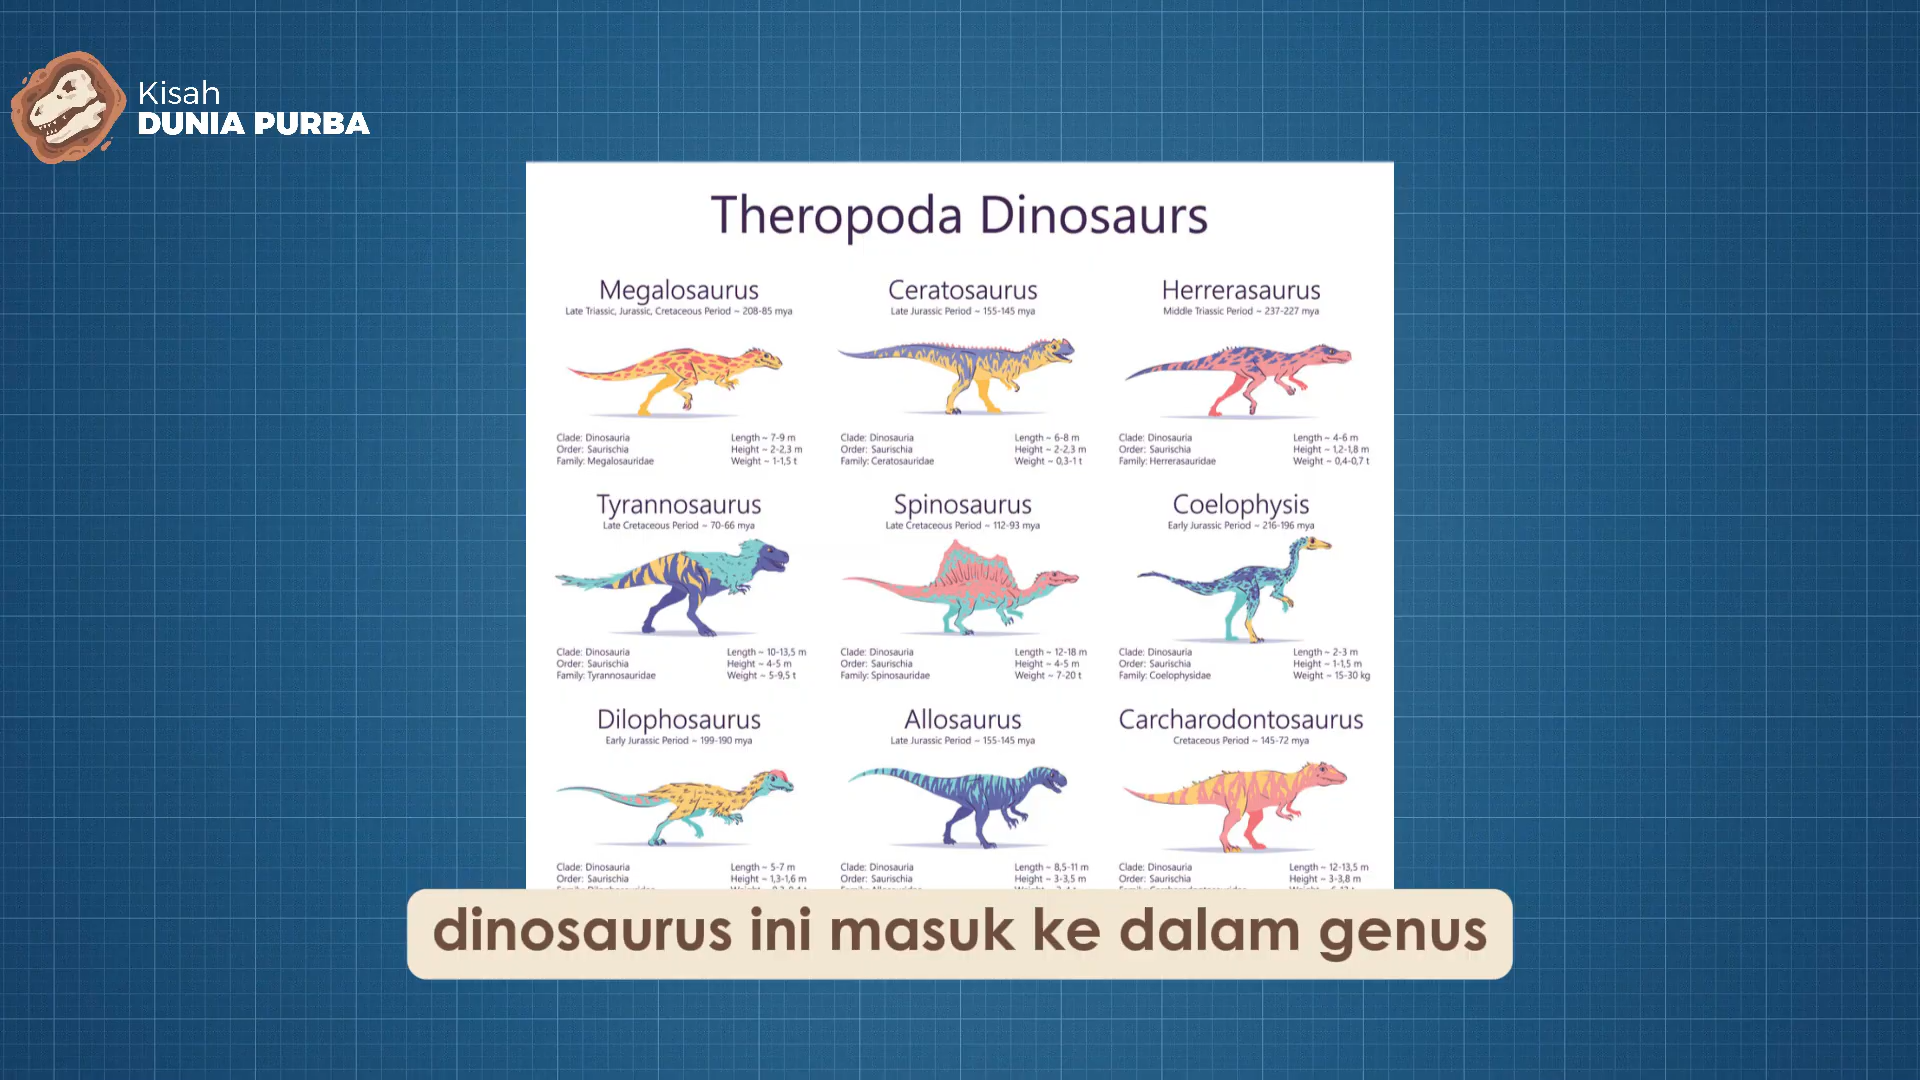 Kisah
DUNIA PURBA
Theropoda Dinosaurs
Megalosaurus
Late Triassic, Jurassic, Cretaceous Period ~ 208-85 mya
Clade: Dinosauria
Order: Saurischia
Family: Megalosauridae
Length ~ 7-9 m
Height ~ 2-2,3 m
Weight ~ 1-1,5 t
Ceratosaurus
Late Jurassic Period ~ 155-145 mya
Clade: Dinosauria
Order: Saurischia
Family: Ceratosauridae
Length ~ 6-8 m
Height ~ 2-2,3 m
Weight ~ 0,3-1 t
Herrerasaurus
Middle Triassic Period ~ 237-227 mya
Clade: Dinosauria
Order: Saurischia
Family: Herrerasauridae
Length ~ 4-6 m
Height ~ 1,2-1,8 m
Weight ~ 0,4-0,7 t
Tyrannosaurus
Late Cretaceous Period ~ 70-66 mya
Clade: Dinosauria
Order: Saurischia
Family: Tyrannosauridae
Length ~ 10-13,5 m
Height ~ 4-5 m
Weight ~ 5-9,5 t
Spinosaurus
Late Cretaceous Period ~ 112-93 mya
Clade: Dinosauria
Order: Saurischia
Family: Spinosauridae
Length ~ 12-18 m
Height ~ 4-5 m
Weight ~ 7-20 t
Coelophysis
Early Jurassic Period ~ 216-196 mya
Clade: Dinosauria
Order: Saurischia
Family: Coelophysidae
Length ~ 2-3 m
Height ~ 1-1,5 m
Weight ~ 15-30 kg
Dilophosaurus
Early Jurassic Period ~ 199-190 mya
Clade: Dinosauria
Order: Saurischia
Length ~ 5-7 m
Height ~ 1,3-1,6 m
Allosaurus
Late Jurassic Period ~ 155-145 mya
Clade: Dinosauria
Order: Saurischia
Length ~ 8,5-11 m
Height ~ 3-3,5 m
Carcharodontosaurus
Cretaceous Period ~ 145-72 mya
Clade: Dinosauria
Order: Saurischia
Length ~ 12-13,5 m
Height ~ 3-3,8 m
dinosaurus ini masuk ke dalam genus